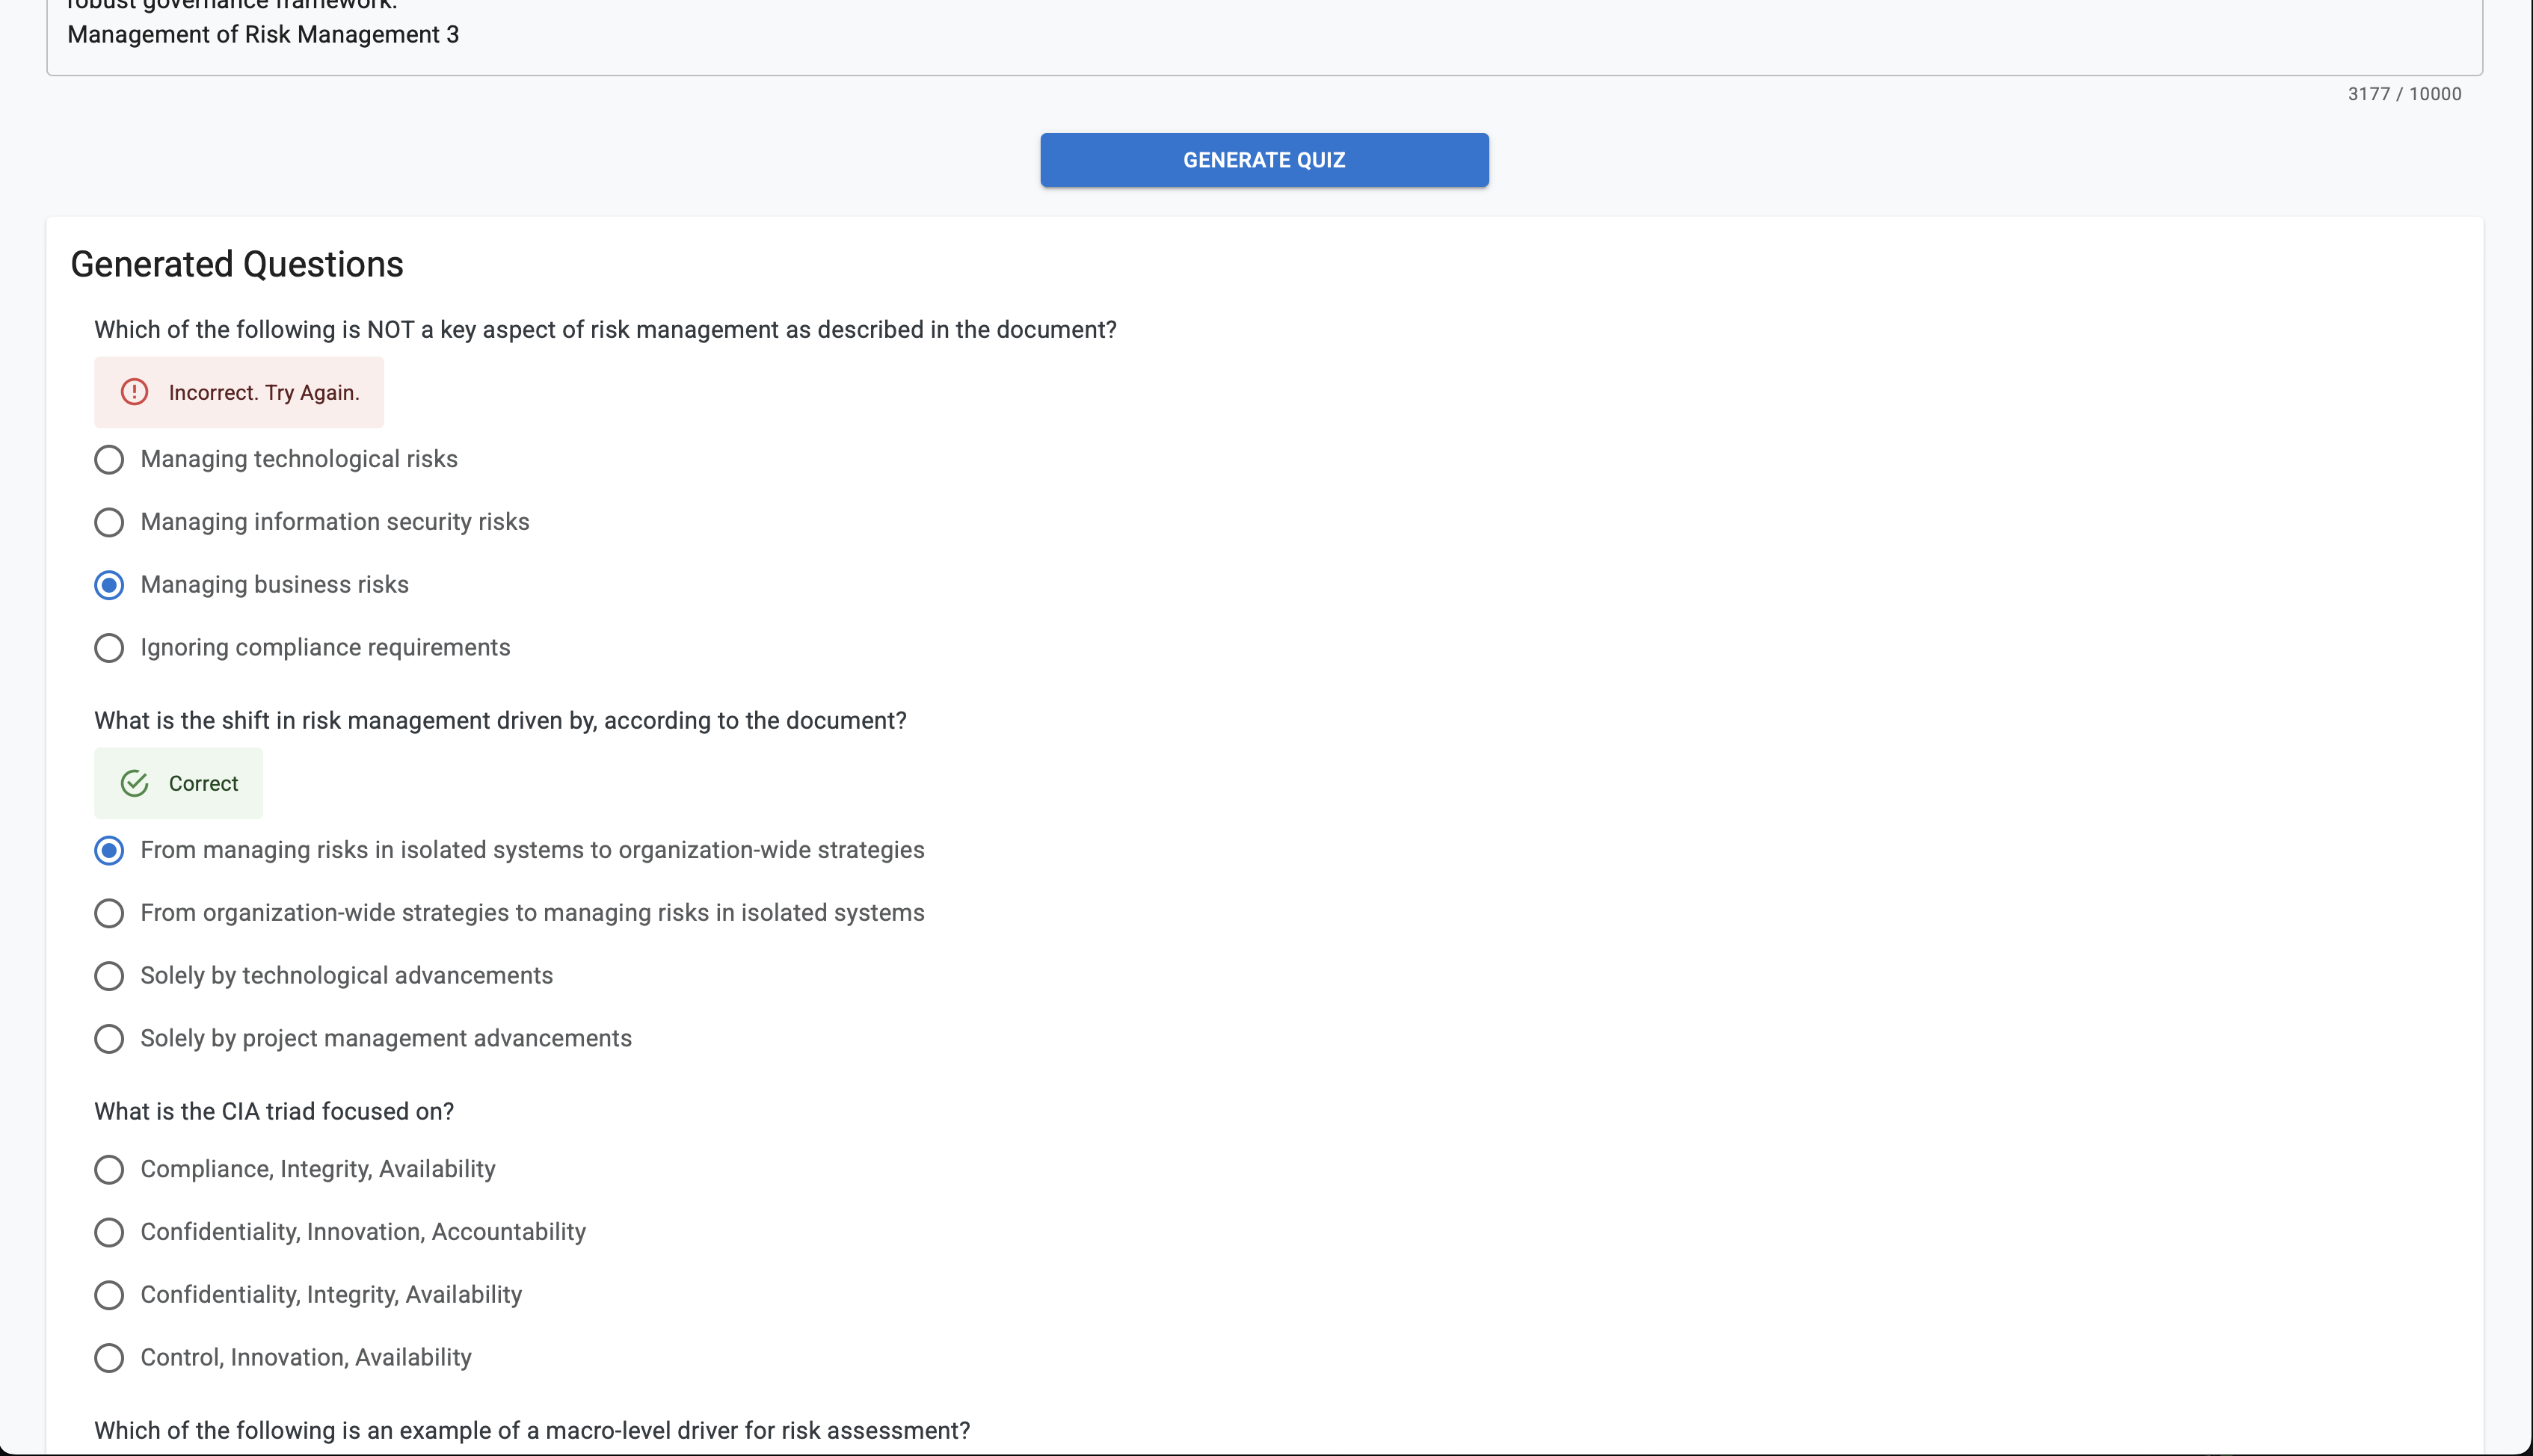 robust governance framework.
Management of Risk Management 3
3177 / 10000
GENERATE QUIZ
Generated Questions
Which of the following is NOT a key aspect of risk management as described in the document?
Incorrect. Try Again.
Managing technological risks
Managing information security risks
Managing business risks
Ignoring compliance requirements
What is the shift in risk management driven by, according to the document?
Correct
From managing risks in isolated systems to organization-wide strategies
From organization-wide strategies to managing risks in isolated systems
Solely by technological advancements
Solely by project management advancements
What is the CIA triad focused on?
Compliance, Integrity, Availability
Confidentiality, Innovation, Accountability
Confidentiality, Integrity, Availability
Control, Innovation, Availability
Which of the following is an example of a macro-level driver for risk assessment?